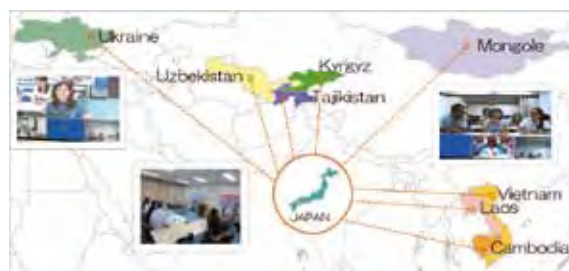 Ukraine
Mongole
Kyrgyz
Uzbekistan
Tajikistan
JAPAN
Vietnam
Laos
Cambodia